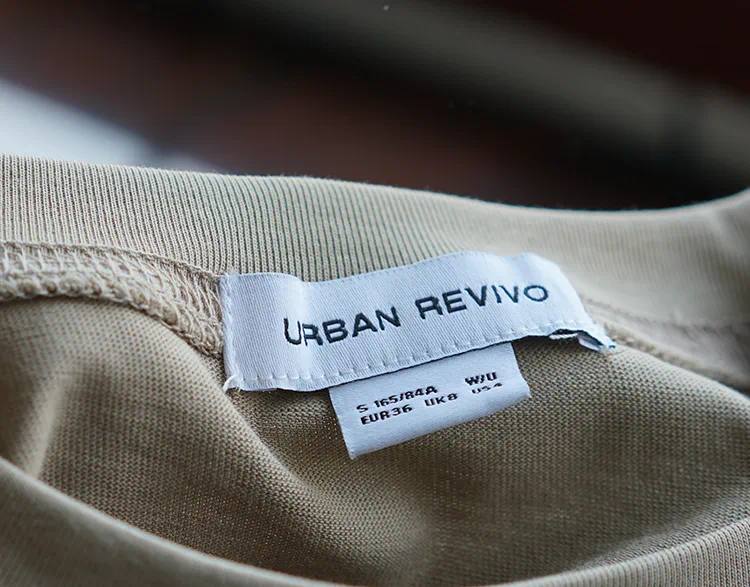 URBAN REVIVO
S 165/84A W/U
EUR36 UK8 US4